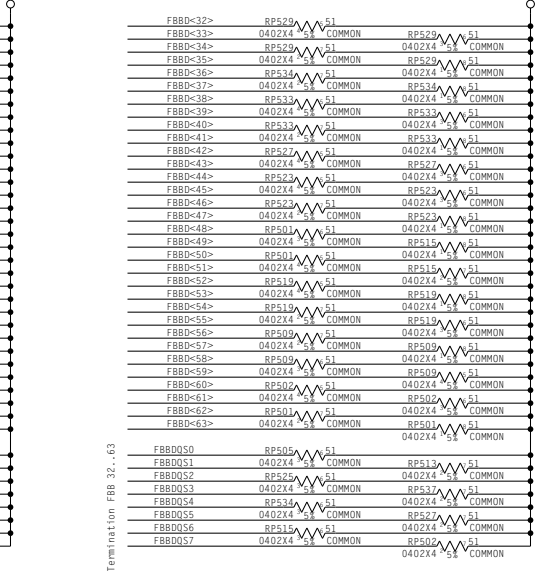 FBBD<32> RP529 51
FBBD<33> 0402X4 5% COMMON RP529 51
FBBD<34> RP529 51 0402X4 5% COMMON
FBBD<35> 0402X4 5% COMMON RP529 51
FBBD<36> RP534 51 0402X4 5% COMMON
FBBD<37> 0402X4 5% COMMON RP534 51
FBBD<38> RP533 51 0402X4 5% COMMON
FBBD<39> 0402X4 5% COMMON RP533 51
FBBD<40> RP533 51 0402X4 5% COMMON
FBBD<41> 0402X4 5% COMMON RP533 51
FBBD<42> RP527 51 0402X4 5% COMMON
FBBD<43> 0402X4 5% COMMON RP527 51
FBBD<44> RP523 51 0402X4 5% COMMON
FBBD<45> 0402X4 5% COMMON RP523 51
FBBD<46> RP523 51 0402X4 5% COMMON
FBBD<47> 0402X4 5% COMMON RP523 51
FBBD<48> RP501 51 0402X4 5% COMMON
FBBD<49> 0402X4 5% COMMON RP515 51
FBBD<50> RP501 51 0402X4 5% COMMON
FBBD<51> 0402X4 5% COMMON RP515 51
FBBD<52> RP519 51 0402X4 5% COMMON
FBBD<53> 0402X4 5% COMMON RP519 51
FBBD<54> RP519 51 0402X4 5% COMMON
FBBD<55> 0402X4 5% COMMON RP519 51
FBBD<56> RP509 51 0402X4 5% COMMON
FBBD<57> 0402X4 5% COMMON RP509 51
FBBD<58> RP509 51 0402X4 5% COMMON
FBBD<59> 0402X4 5% COMMON RP509 51
FBBD<60> RP502 51 0402X4 5% COMMON
FBBD<61> 0402X4 5% COMMON RP502 51
FBBD<62> RP501 51 0402X4 5% COMMON
FBBD<63> 0402X4 5% COMMON RP501 51
0402X4 5% COMMON
FBBDQS0 RP505 51
FBBDQS1 0402X4 5% COMMON RP513 51
FBBDQS2 RP525 51 0402X4 5% COMMON
FBBDQS3 0402X4 5% COMMON RP537 51
FBBDQS4 RP534 51 0402X4 5% COMMON
FBBDQS5 0402X4 5% COMMON RP527 51
FBBDQS6 RP515 51 0402X4 5% COMMON
FBBDQS7 0402X4 5% COMMON RP502 51
0402X4 5% COMMON
Termination FBB 32..63